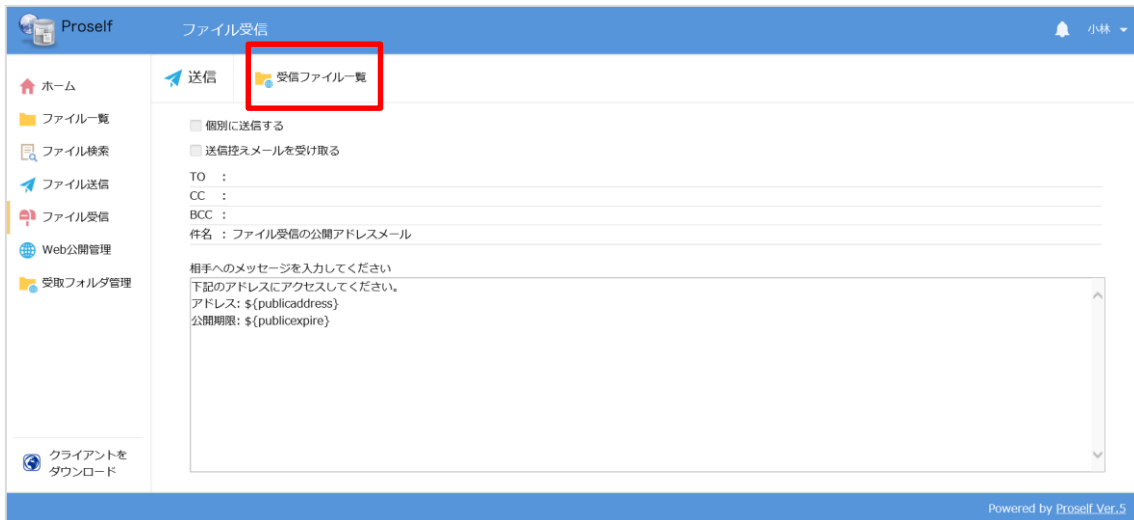 Proself
ファイル受信
小林
ホーム
ファイル一覧
ファイル検索
ファイル送信
ファイル受信
Web公開管理
受取フォルダ管理
クライアントを
ダウンロード
送信
受信ファイル一覧
個別に送信する
送信控えメールを受け取る
TO :
CC :
BCC :
件名 : ファイル受信の公開アドレスメール
相手へのメッセージを入力してください
下記のアドレスにアクセスしてください。
アドレス: ${publicaddress}
公開期限: ${publicexpire}
Powered by Proself Ver.5